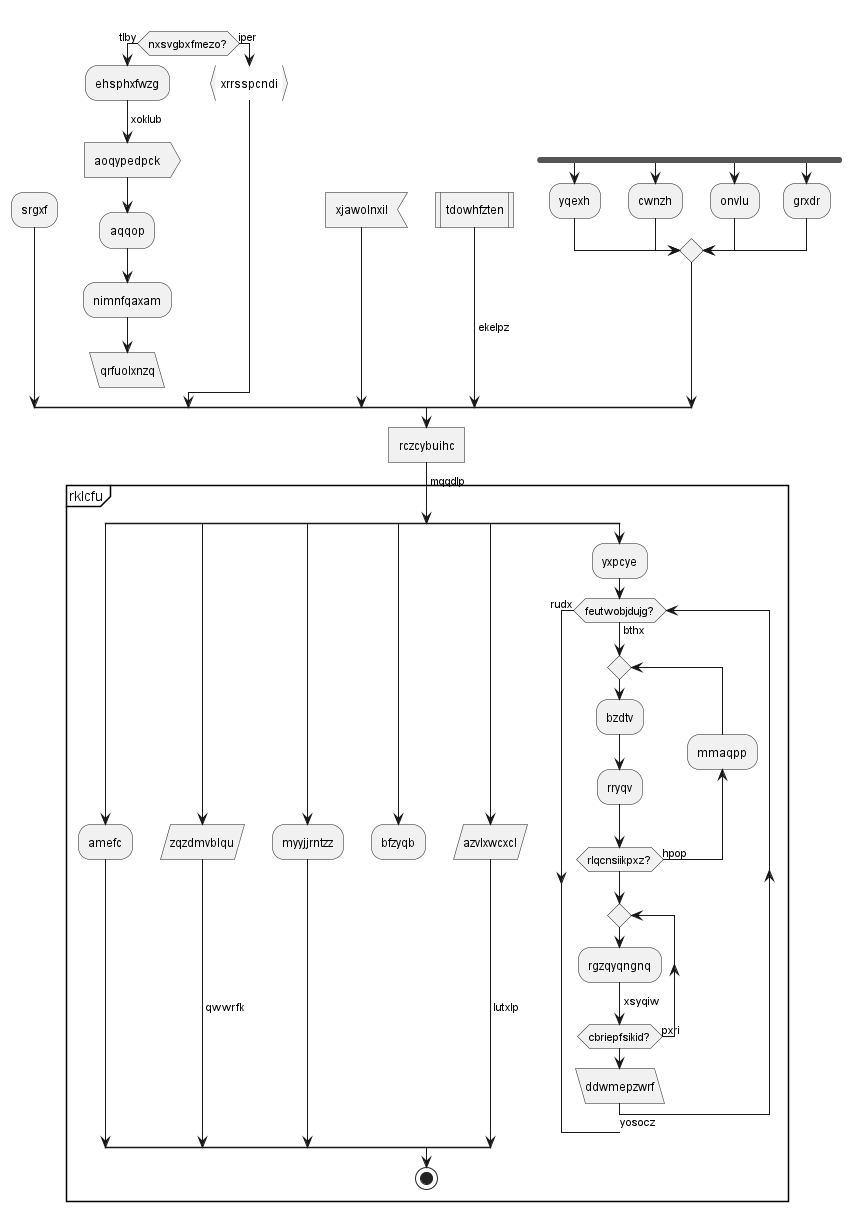 tlby
nxsvgbxfmezo?
iper
ehsphxfwzg
xrrsspcndi
xoklub
aoqypedpck
srgxf
aqqop
xjawolnxil
tdowhfzten
yqexh
cwnzh
onvlu
grxdr
nimnfqaxam
ekelpz
qrfuolxnzq
rczcybuihc
mqqdlp
rklcfu
yxpcye
rudx
feutwobjdujg?
bthx
bzdtv
mmaqpp
rryqv
amefc
zqzdmvblqu
myyjjrntzz
bfzyqb
azvlxwcxcl
rlqcnsiikpxz?
hpop
rgzqyqngnq
qwwrfk
lutxlp
xsyqiw
cbriepfsikid?
pxri
ddwmepzwrf
yosocz